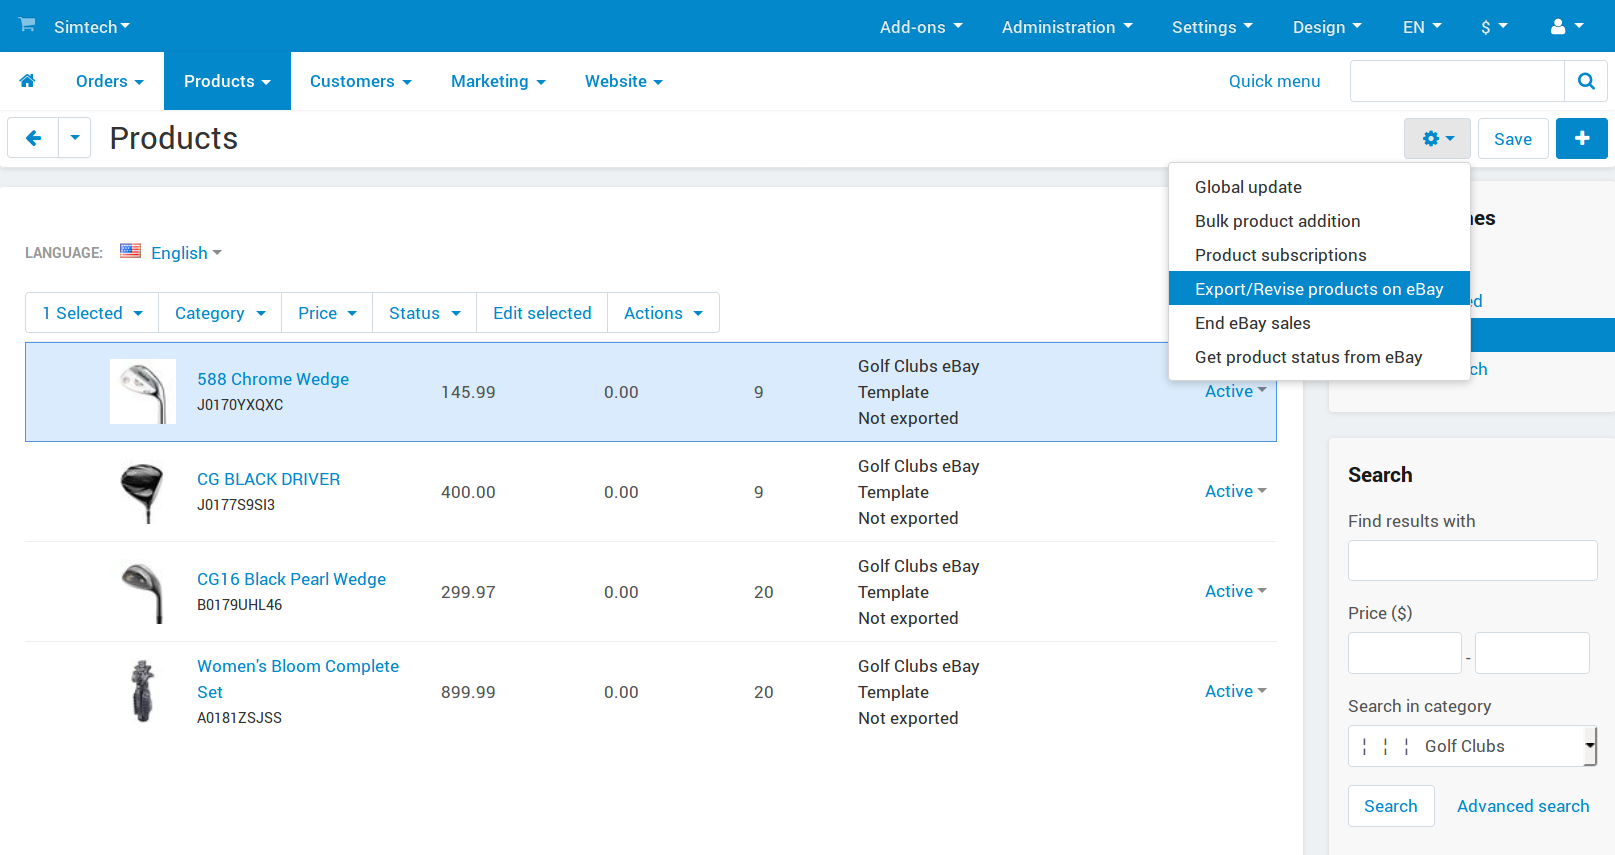 Simtech
Add-ons
Administration
Settings
Design
EN
$
Orders
Products
Customers
Marketing
Website
Quick menu
Products
Save
Global update
Bulk product addition
Product subscriptions
Export/Revise products on eBay
End eBay sales
Get product status from eBay
LANGUAGE:
English
1 Selected
Category
Price
Status
Edit selected
Actions
588 Chrome Wedge
J0170YXQXC
145.99
0.00
9
Golf Clubs eBay
Template
Not exported
Active
CG BLACK DRIVER
J0177S9SI3
400.00
0.00
9
Golf Clubs eBay
Template
Not exported
Active
CG16 Black Pearl Wedge
B0179UHL46
299.97
0.00
20
Golf Clubs eBay
Template
Not exported
Active
Women's Bloom Complete
Set
A0181ZSJSS
899.99
0.00
20
Golf Clubs eBay
Template
Not exported
Active
Search
Find results with
Price ($)
-
Search in category
¦ ¦ ¦ Golf Clubs
Search
Advanced search